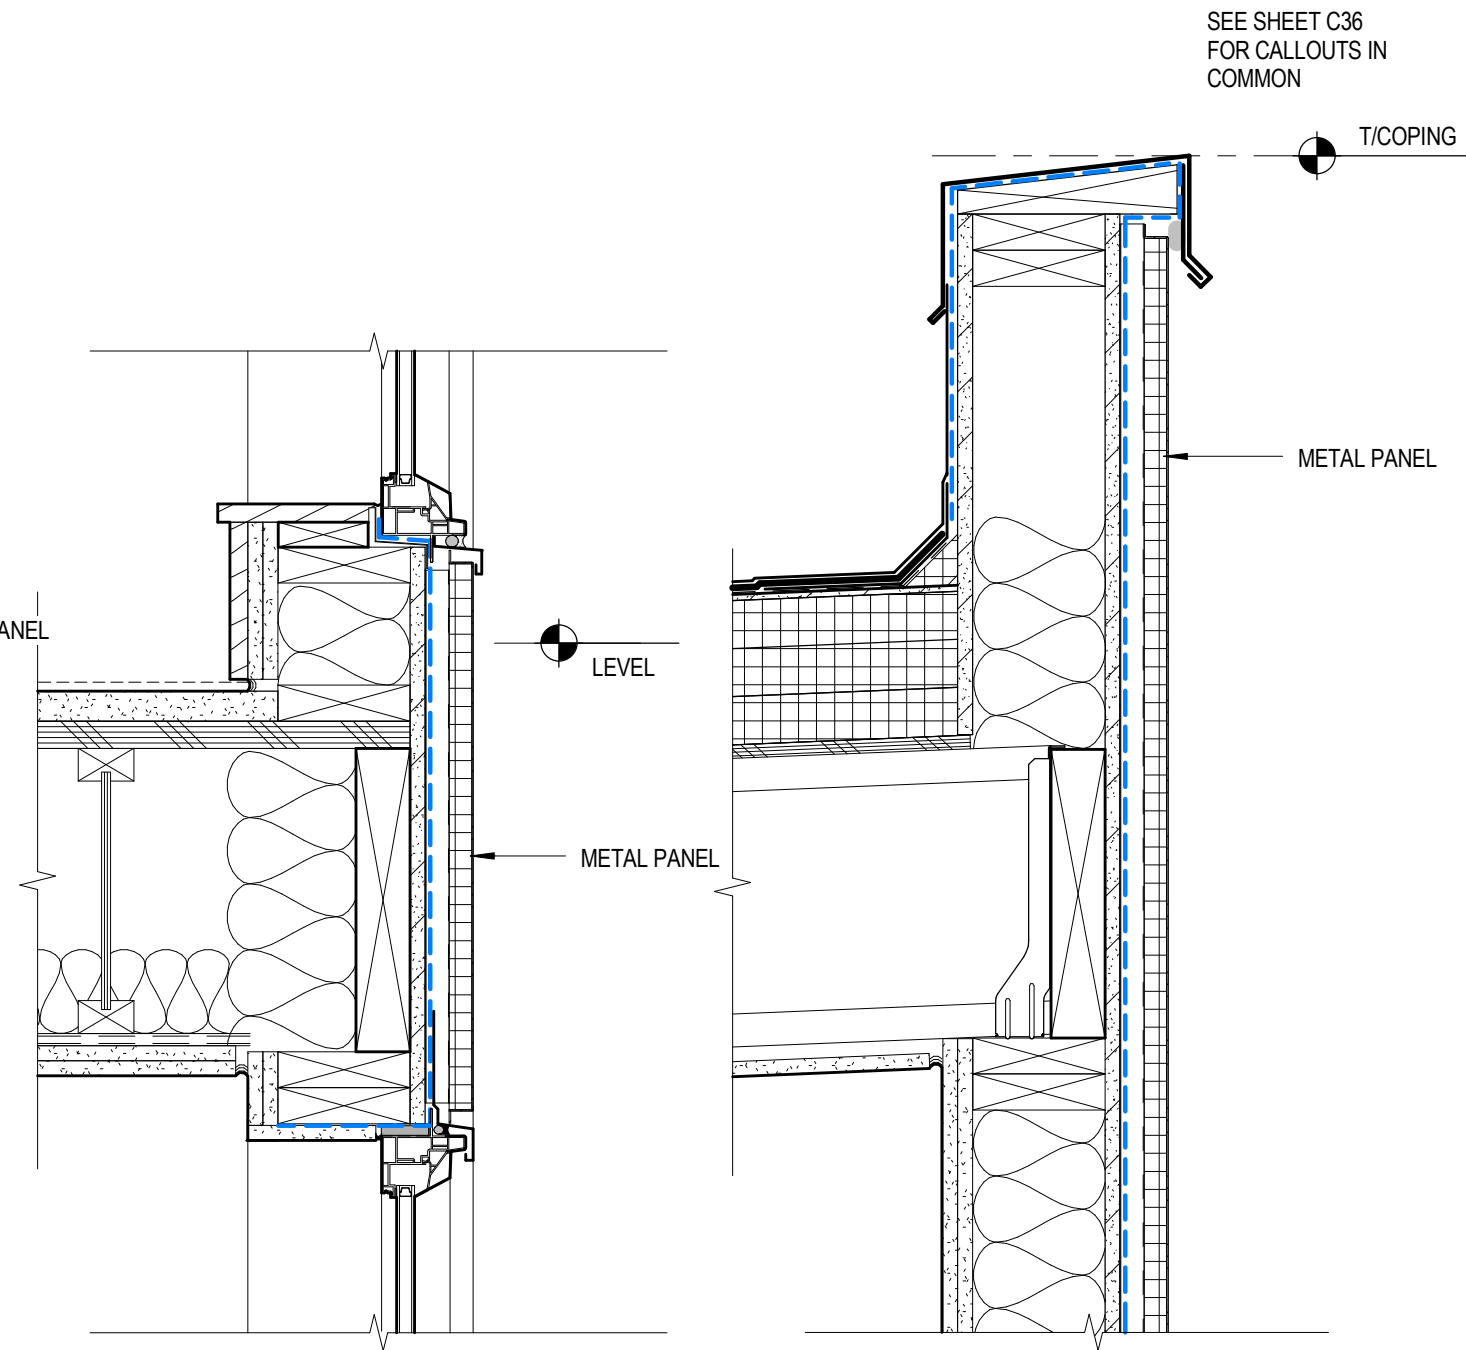 SEE SHEET C36
FOR CALLOUTS IN
COMMON
T/COPING
METAL PANEL
ANEL
LEVEL
METAL PANEL